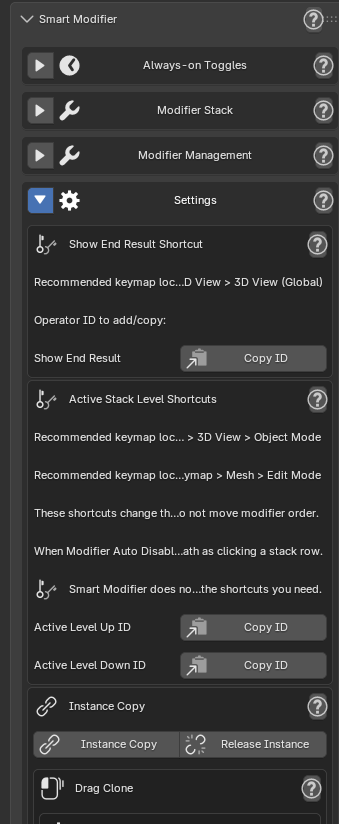 Smart Modifier
Always-on Toggles
Modifier Stack
Modifier Management
Settings
Show End Result Shortcut
Recommended keymap loc...D View > 3D View (Global)
Operator ID to add/copy:
Show End Result Copy ID
Active Stack Level Shortcuts
Recommended keymap loc... > 3D View > Object Mode
Recommended keymap loc...ymap > Mesh > Edit Mode
These shortcuts change th...o not move modifier order.
When Modifier Auto Disabl...ath as clicking a stack row.
Smart Modifier does no...the shortcuts you need.
Active Level Up ID Copy ID
Active Level Down ID Copy ID
Instance Copy
Instance Copy Release Instance
Drag Clone